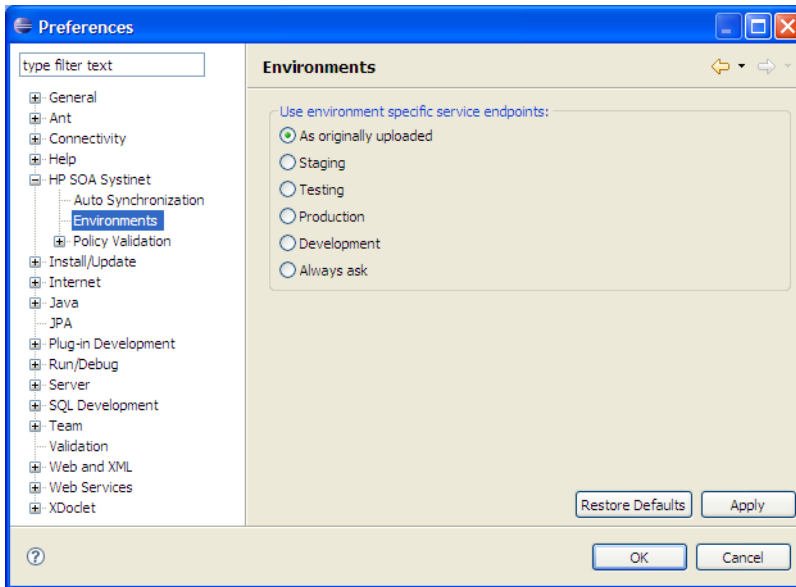 Preferences
type filter text
General
Ant
Connectivity
Help
HP SOA Systinet
Auto Synchronization
Environments
Policy Validation
Install/Update
Internet
Java
JPA
Plug-in Development
Run/Debug
Server
SQL Development
Team
Validation
Web and XML
Web Services
XDoclet
Environments
Use environment specific service endpoints:
As originally uploaded
Staging
Testing
Production
Development
Always ask
Restore Defaults
Apply
?
OK
Cancel